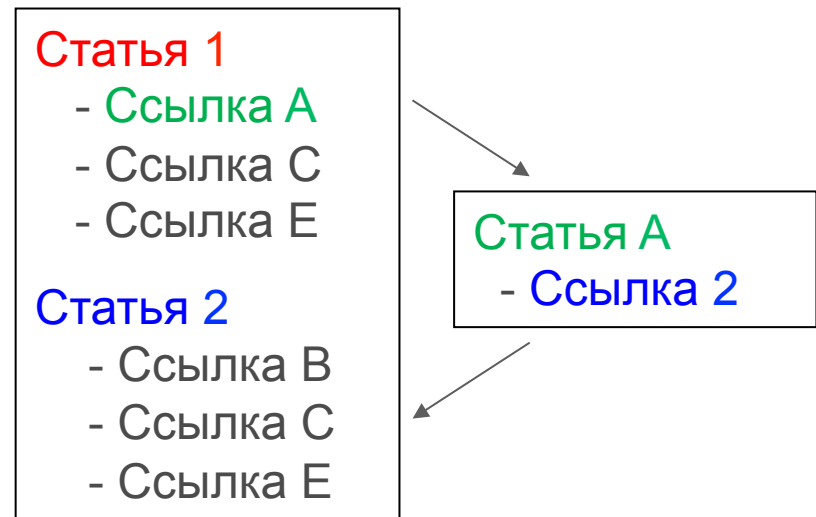 Статья 1
- Ссылка A
- Ссылка C
- Ссылка E
Статья 2
- Ссылка B
- Ссылка C
- Ссылка E
Статья A
- Ссылка 2